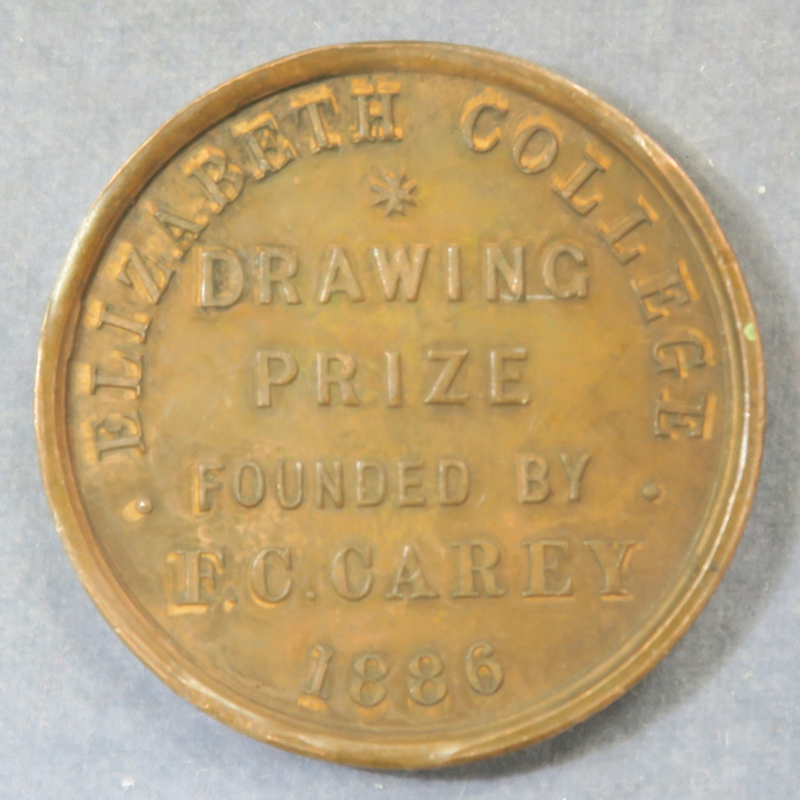 ELIZABETH COLLEGE
DRAWING
PRIZE
FOUNDED BY
F.C.CAREY
1886